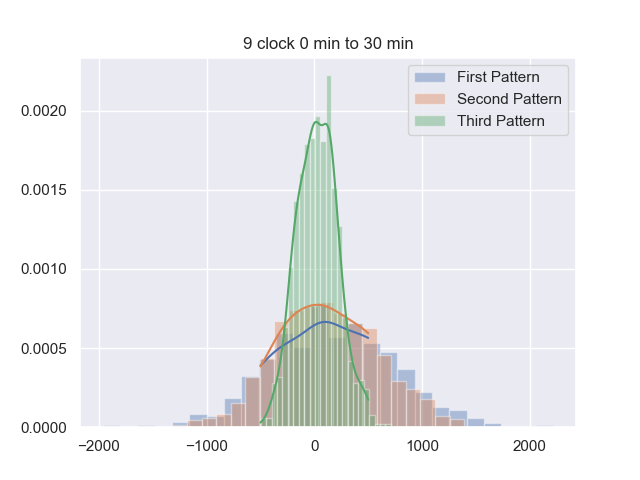 9 clock 0 min to 30 min
First Pattern
Second Pattern
Third Pattern
0.0020
0.0015
0.0010
0.0005
0.0000
−2000 −1000 0 1000 2000